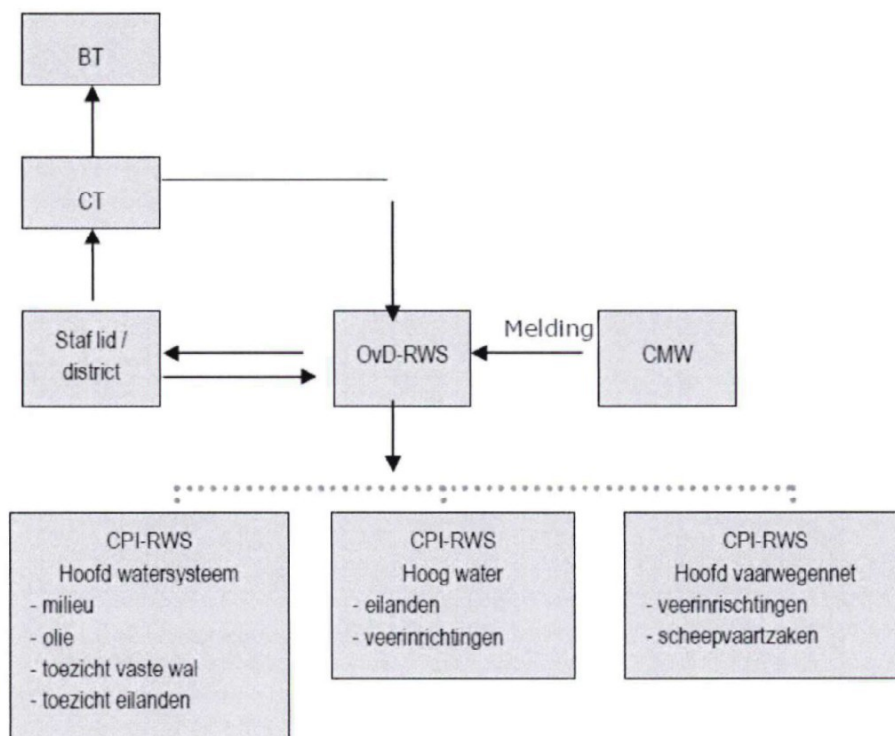 BT
CT
Staf lid /
district
OvD-RWS
Melding
CMW
CPI-RWS
Hoofd watersysteem
- milieu
- olie
- toezicht vaste wal
- toezicht eilanden
CPI-RWS
Hoog water
- eilanden
- veerinrichtingen
CPI-RWS
Hoofd vaarwegennet
- veerinrischtingen
- scheepvaartzaken